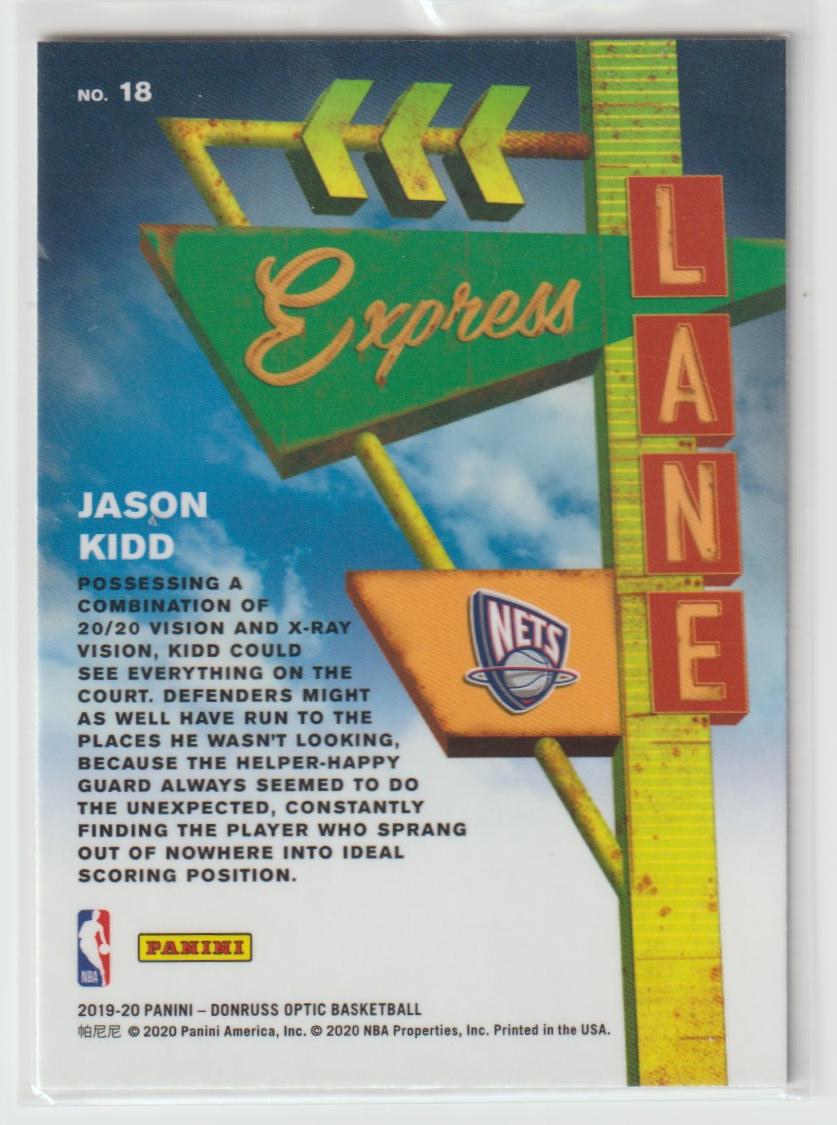 NO. 18
Express
LANE
JASON
KIDD
POSSESSING A
COMBINATION OF
20/20 VISION AND X-RAY
VISION, KIDD COULD
SEE EVERYTHING ON THE
COURT. DEFENDERS MIGHT
AS WELL HAVE RUN TO THE
PLACES HE WASN'T LOOKING,
BECAUSE THE HELPER-HAPPY
GUARD ALWAYS SEEMED TO DO
THE UNEXPECTED, CONSTANTLY
FINDING THE PLAYER WHO SPRANG
OUT OF NOWHERE INTO IDEAL
SCORING POSITION.
NETS
NBA
PANINI
2019-20 PANINI – DONRUSS OPTIC BASKETBALL
帕尼尼 © 2020 Panini America, Inc. © 2020 NBA Properties, Inc. Printed in the USA.